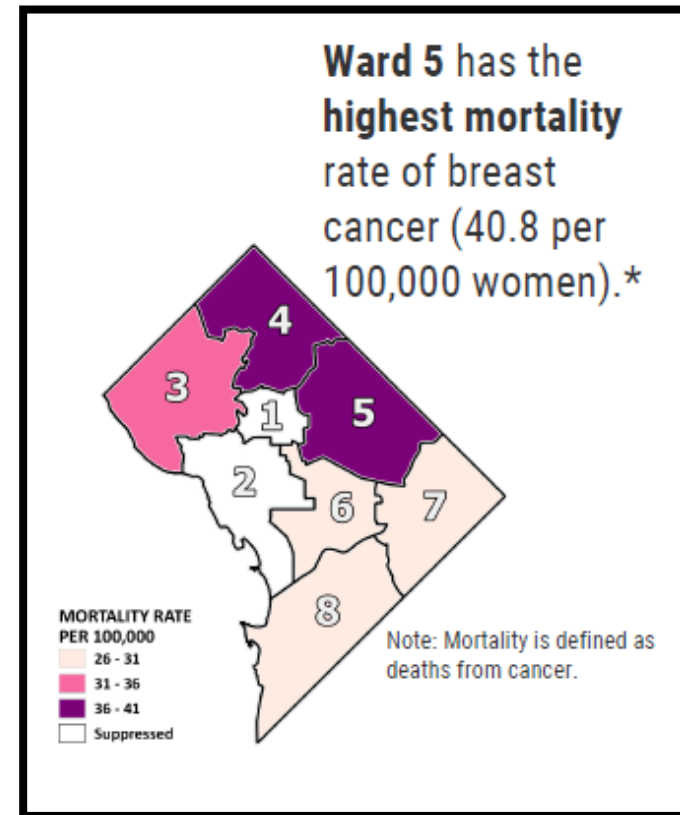 Ward 5 has the
highest mortality
rate of breast
cancer (40.8 per
100,000 women).*
4
3
1
5
2
6
7
8
MORTALITY RATE
PER 100,000
26 - 31
31 - 36
36 - 41
Suppressed
Note: Mortality is defined as
deaths from cancer.